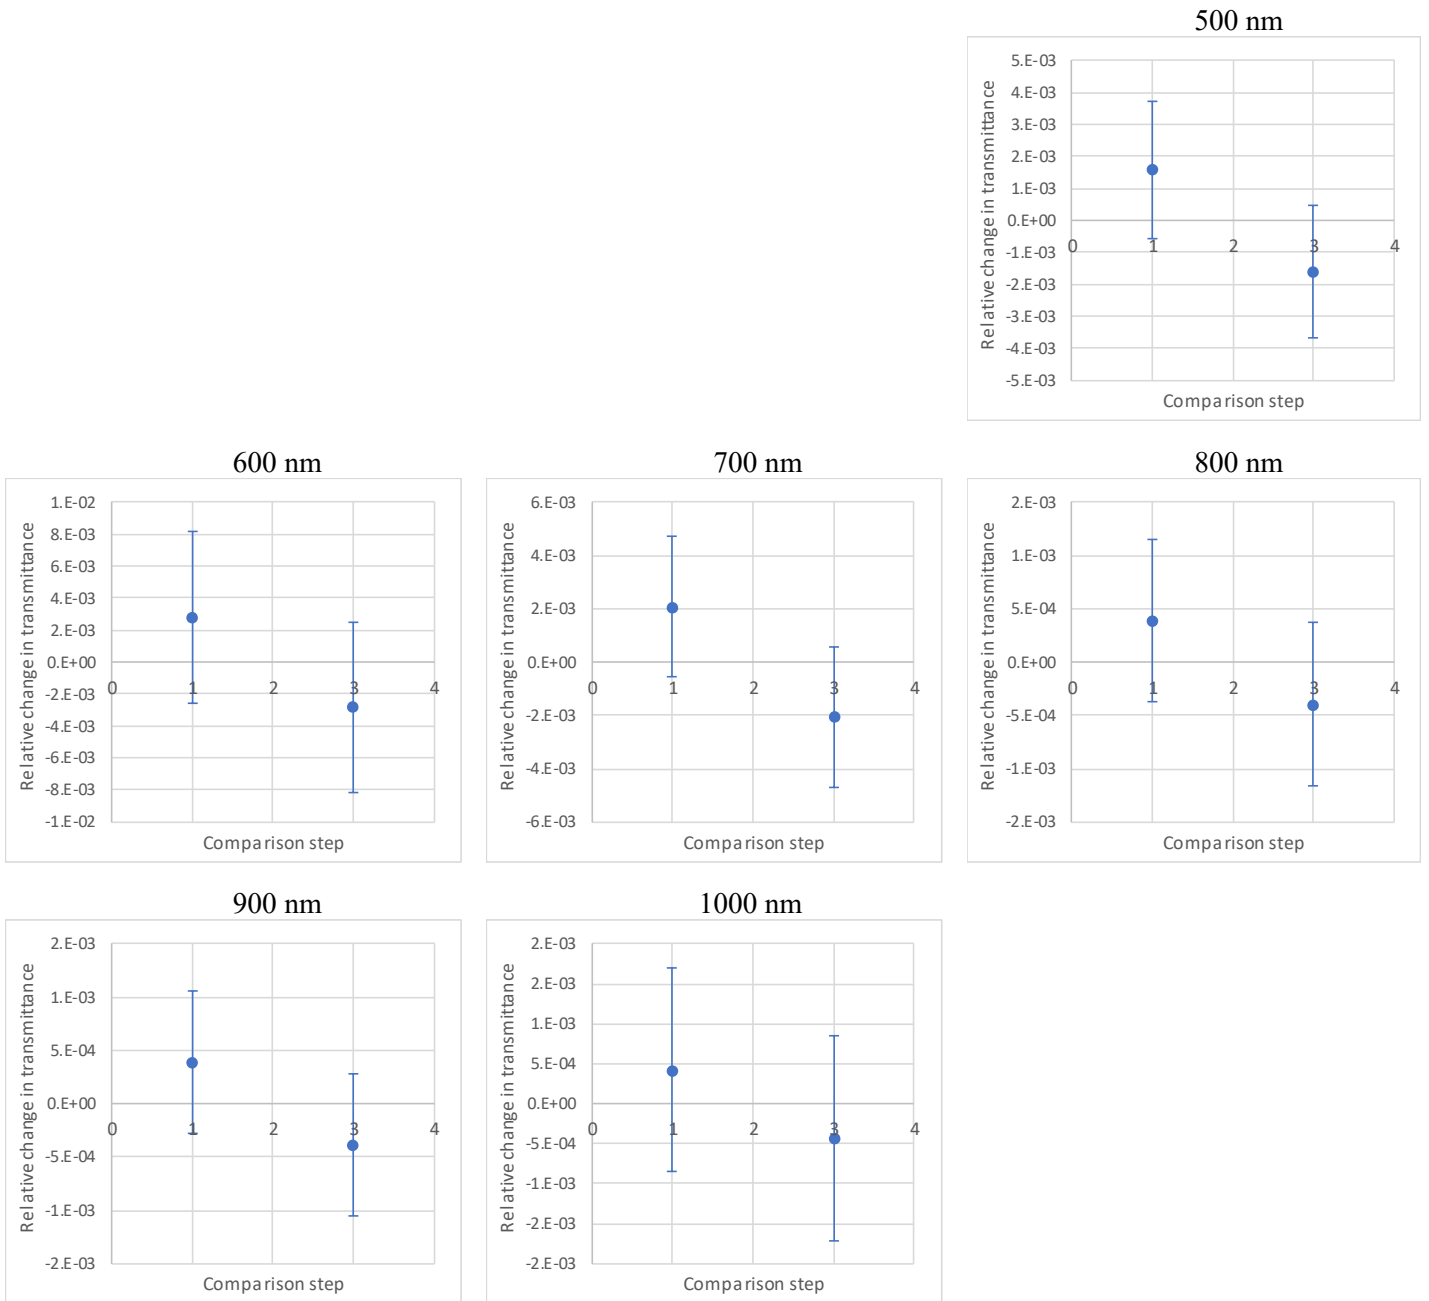 500 nm
Relative change in transmittance
5.E-03
4.E-03
3.E-03
2.E-03
1.E-03
0.E+00
-1.E-03
-2.E-03
-3.E-03
-4.E-03
-5.E-03
0 1 2 3 4
Comparison step
600 nm
Relative change in transmittance
1.E-02
8.E-03
6.E-03
4.E-03
2.E-03
0.E+00
-2.E-03
-4.E-03
-6.E-03
-8.E-03
-1.E-02
0 1 2 3 4
Comparison step
700 nm
Relative change in transmittance
6.E-03
4.E-03
2.E-03
0.E+00
-2.E-03
-4.E-03
-6.E-03
0 1 2 3 4
Comparison step
800 nm
Relative change in transmittance
2.E-03
1.E-03
5.E-04
0.E+00
-5.E-04
-1.E-03
-2.E-03
0 1 2 3 4
Comparison step
900 nm
Relative change in transmittance
2.E-03
1.E-03
5.E-04
0.E+00
-5.E-04
-1.E-03
-2.E-03
0 1 2 3 4
Comparison step
1000 nm
Relative change in transmittance
2.E-03
2.E-03
1.E-03
5.E-04
0.E+00
-5.E-04
-1.E-03
-2.E-03
-2.E-03
0 1 2 3 4
Comparison step